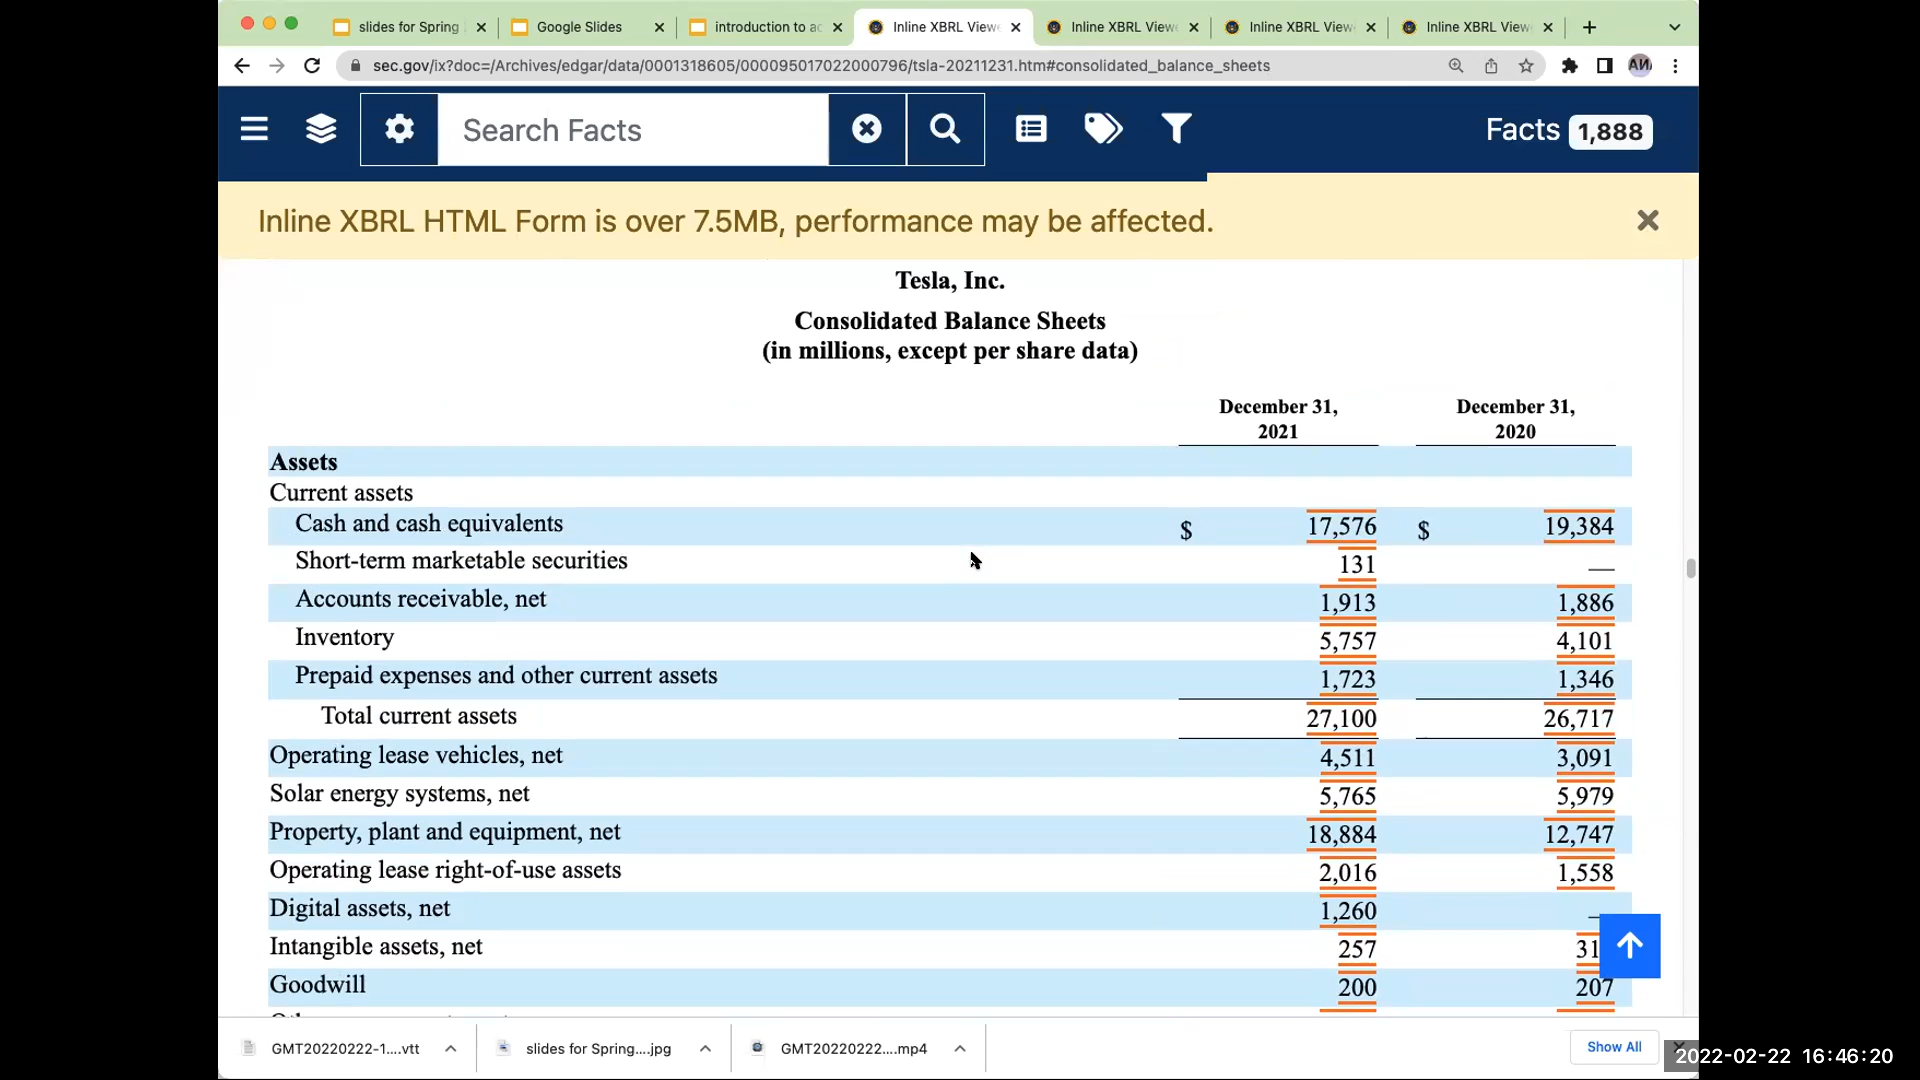 slides for Spring
Google Slides
introduction to ac
Inline XBRL View
Inline XBRL View
Inline XBRL View
Inline XBRL View
sec.gov/ix?doc=/Archives/edgar/data/0001318605/000095017022000796/tsla-20211231.htm#consolidated_balance_sheets
Search Facts
Facts 1,888
Inline XBRL HTML Form is over 7.5MB, performance may be affected.
Tesla, Inc.
Consolidated Balance Sheets
(in millions, except per share data)
December 31, December 31,
2021 2020
Assets
Current assets
Cash and cash equivalents $ 17,576 $ 19,384
Short-term marketable securities 131 —
Accounts receivable, net 1,913 1,886
Inventory 5,757 4,101
Prepaid expenses and other current assets 1,723 1,346
Total current assets 27,100 26,717
Operating lease vehicles, net 4,511 3,091
Solar energy systems, net 5,765 5,979
Property, plant and equipment, net 18,884 12,747
Operating lease right-of-use assets 2,016 1,558
Digital assets, net 1,260 —
Intangible assets, net 257 31
Goodwill 200 207
GMT20220222-1....vtt
slides for Spring....jpg
GMT20220222....mp4
Show All
2022-02-22 16:46:20